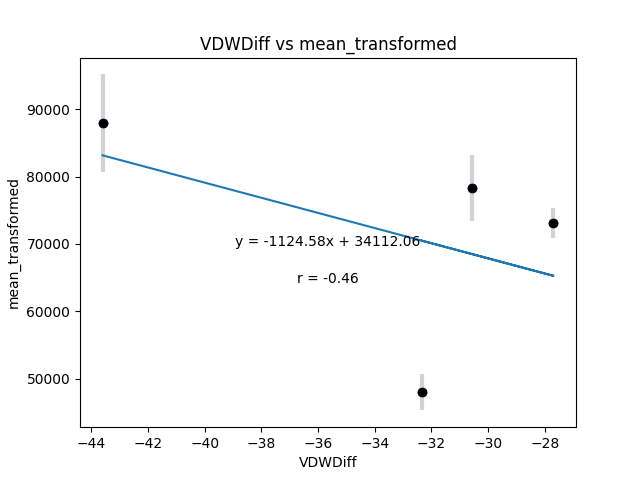 VDWDiff vs mean_transformed
90000
80000
70000
60000
50000
mean_transformed
y = -1124.58x + 34112.06
r = -0.46
−44 −42 −40 −38 −36 −34 −32 −30 −28
VDWDiff